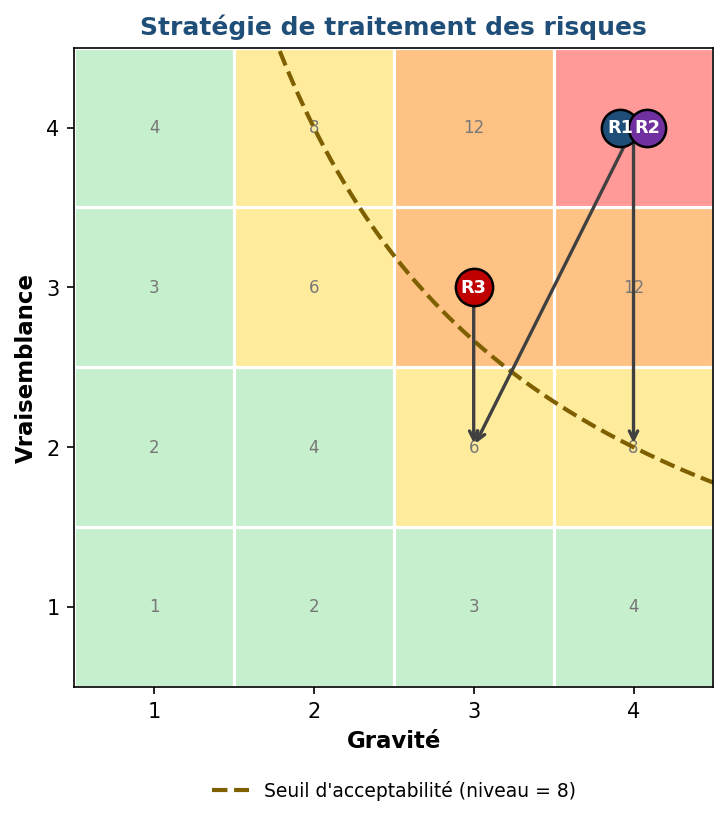 Stratégie de traitement des risques
Vraisemblance
4 4 8 12 R1 R2
3 3 6 R3 12
2 2 4 6 8
1 1 2 3 4
1 2 3 4
Gravité
Seuil d'acceptabilité (niveau = 8)